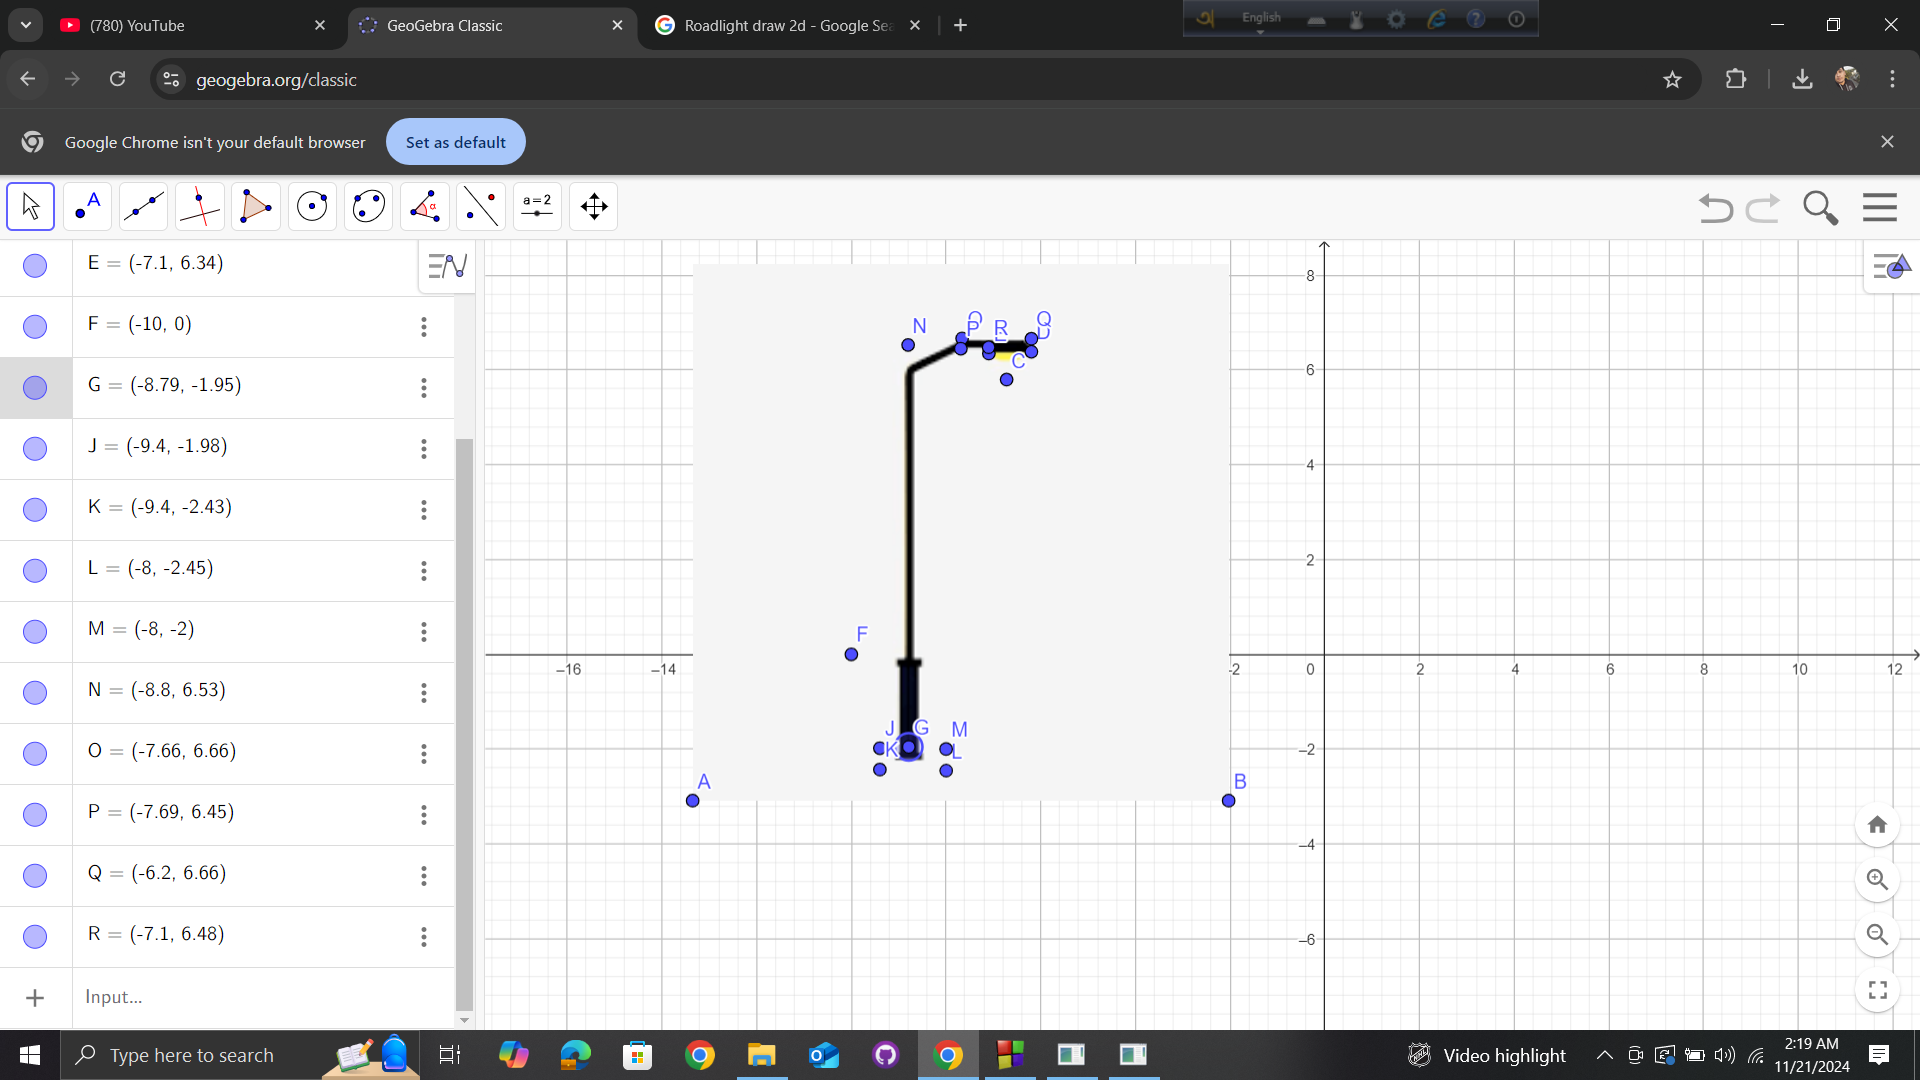 (780) YouTube
GeoGebra Classic
Roadlight draw 2d - Google Sea
English
geogebra.org/classic
Google Chrome isn't your default browser
Set as default
A
α
a=2
E = (-7.1, 6.34)
F = (-10, 0)
G = (-8.79, -1.95)
J = (-9.4, -1.98)
K = (-9.4, -2.43)
L = (-8, -2.45)
M = (-8, -2)
N = (-8.8, 6.53)
O = (-7.66, 6.66)
P = (-7.69, 6.45)
Q = (-6.2, 6.66)
R = (-7.1, 6.48)
Input...
8
6
4
2
–16
–14
-2
0
2
4
6
8
10
12
–2
–4
–6
N
O
P
R
Q
D
C
F
J
G
K
M
L
A
B
Type here to search
Video highlight
2:19 AM
11/21/2024